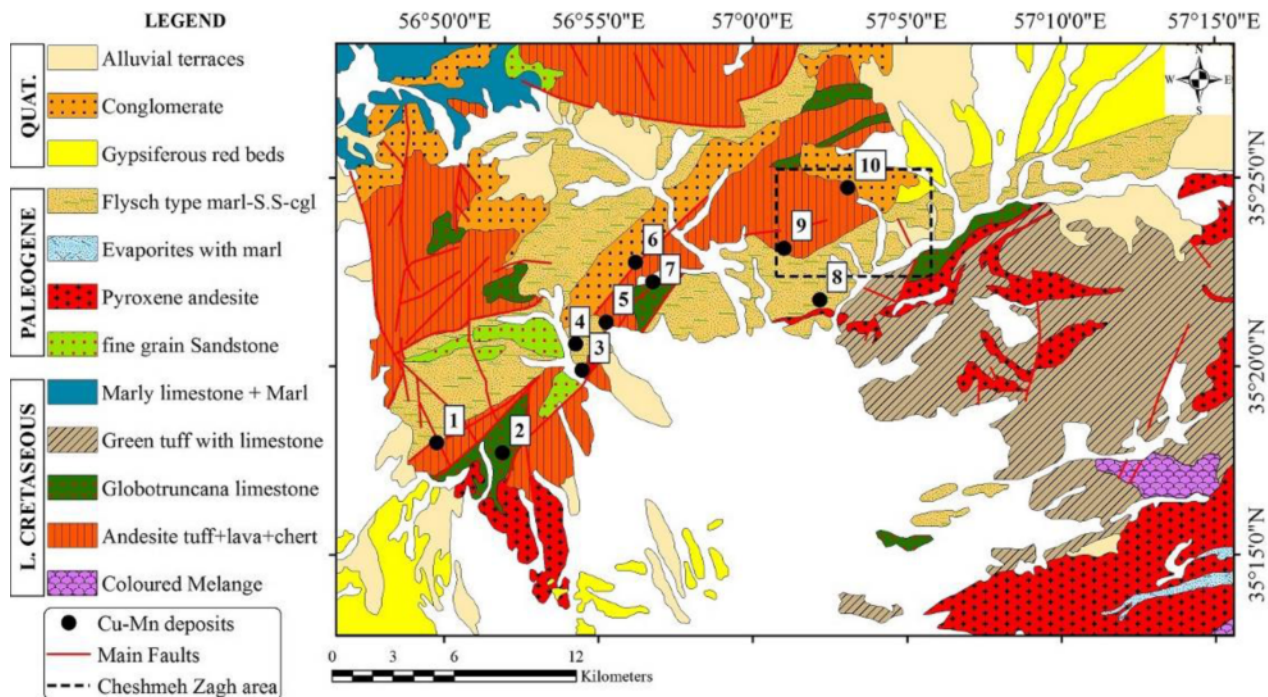 LEGEND
QUAT.
Alluvial terraces
Conglomerate
Gypsiferous red beds
PALEOGENE
Flysch type marl-S.S-cgl
Evaporites with marl
Pyroxene andesite
fine grain Sandstone
L. CRETASEOUS
Marly limestone + Marl
Green tuff with limestone
Globotruncana limestone
Andesite tuff+lava+chert
Coloured Melange
Cu-Mn deposits
Main Faults
Cheshmeh Zagh area
56°50'0"E 56°55'0"E 57°0'0"E 57°5'0"E 57°10'0"E 57°15'0"E
N
W E
S
35°25'0"N
35°20'0"N
35°15'0"N
10
9
6
7
8
5
4
3
1
2
0 3 6 12
Kilometers